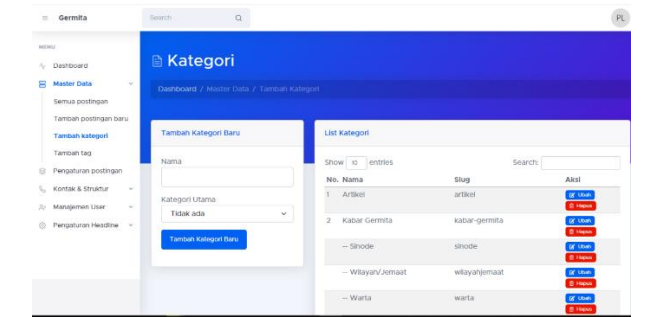 Germita
Search
PL
MENU
Dashboard
Master Data
Semua postingan
Tambah postingan baru
Tambah kategori
Tambah tag
Pengaturan postingan
Kontak & Struktur
Manajemen User
Pengaturan Headline
Kategori
Dashboard / Master Data / Tambah Kategori
Tambah Kategori Baru
Nama
Kategori Utama
Tidak ada
Tambah Kategori Baru
List Kategori
Show 10 entries
Search:
No. Nama Slug Aksi
1 Artikel artikel Ubah
Hapus
2 Kabar Germita kabar-germita Ubah
Hapus
-- Sinode sinode Ubah
Hapus
-- Wilayah/Jemaat wilayahjemaat Ubah
Hapus
-- Warta warta Ubah
Hapus